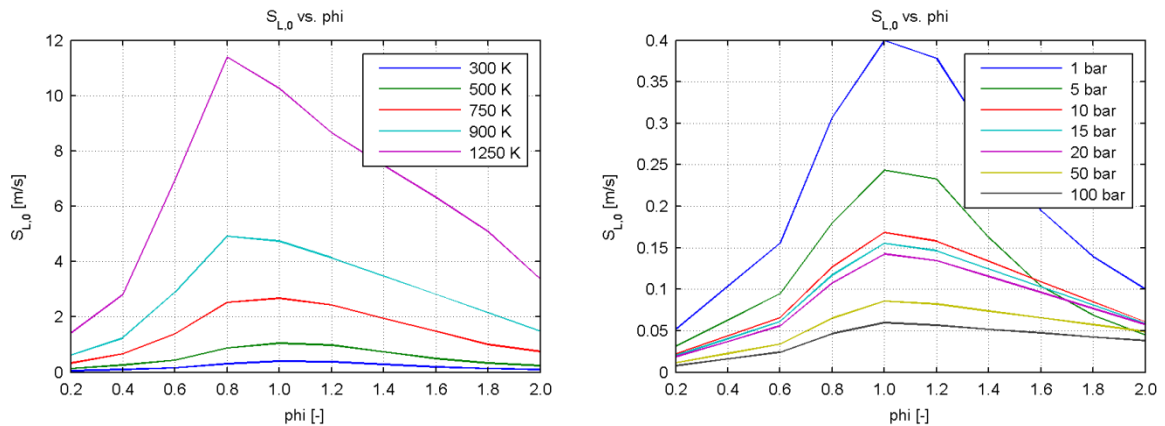 S_L,0 vs. phi
12
10
8
6
4
2
0
S_L,0 [m/s]
300 K
500 K
750 K
900 K
1250 K
0.2 0.4 0.6 0.8 1.0 1.2 1.4 1.6 1.8 2.0
phi [-]
S_L,0 vs. phi
0.4
0.35
0.3
0.25
0.2
0.15
0.1
0.05
0
S_L,0 [m/s]
1 bar
5 bar
10 bar
15 bar
20 bar
50 bar
100 bar
0.2 0.4 0.6 0.8 1.0 1.2 1.4 1.6 1.8 2.0
phi [-]